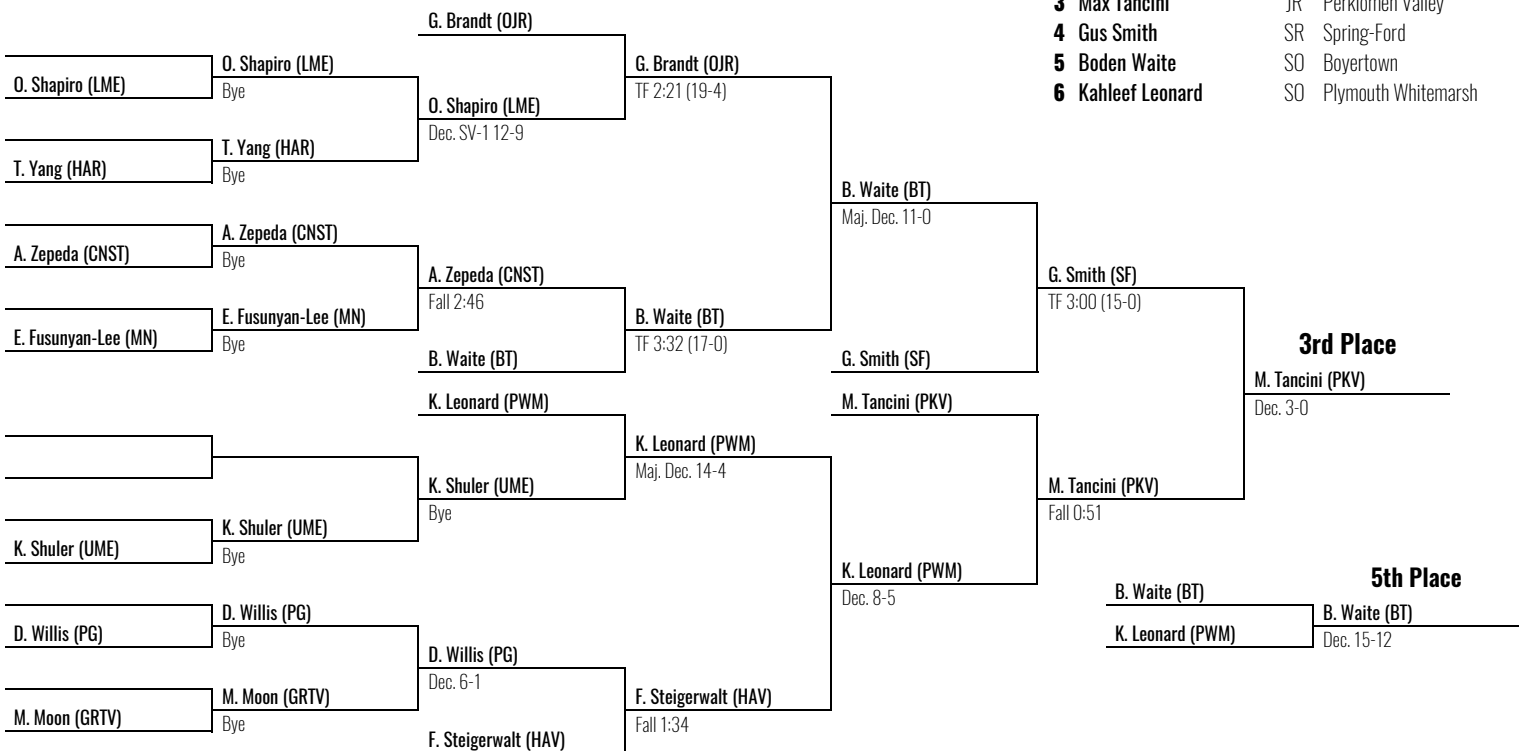 G. Brandt (OJR)
O. Shapiro (LME)
O. Shapiro (LME)
Bye
T. Yang (HAR)
T. Yang (HAR)
Bye
O. Shapiro (LME)
Dec. SV-1 12-9
G. Brandt (OJR)
TF 2:21 (19-4)
A. Zepeda (CNST)
A. Zepeda (CNST)
Bye
E. Fusunyan-Lee (MN)
E. Fusunyan-Lee (MN)
Bye
A. Zepeda (CNST)
Fall 2:46
B. Waite (BT)
B. Waite (BT)
TF 3:32 (17-0)
B. Waite (BT)
Maj. Dec. 11-0
G. Smith (SF)
G. Smith (SF)
TF 3:00 (15-0)
K. Leonard (PWM)
K. Shuler (UME)
K. Shuler (UME)
Bye
K. Shuler (UME)
Bye
K. Leonard (PWM)
Maj. Dec. 14-4
D. Willis (PG)
D. Willis (PG)
Bye
M. Moon (GRTV)
M. Moon (GRTV)
Bye
D. Willis (PG)
Dec. 6-1
F. Steigerwalt (HAV)
F. Steigerwalt (HAV)
Fall 1:34
K. Leonard (PWM)
Dec. 8-5
M. Tancini (PKV)
M. Tancini (PKV)
Fall 0:51
3rd Place
M. Tancini (PKV)
Dec. 3-0
5th Place
B. Waite (BT)
K. Leonard (PWM)
B. Waite (BT)
Dec. 15-12
3 Max Tancini JR Perkiomen Valley
4 Gus Smith SR Spring-Ford
5 Boden Waite SO Boyertown
6 Kahleef Leonard SO Plymouth Whitemarsh